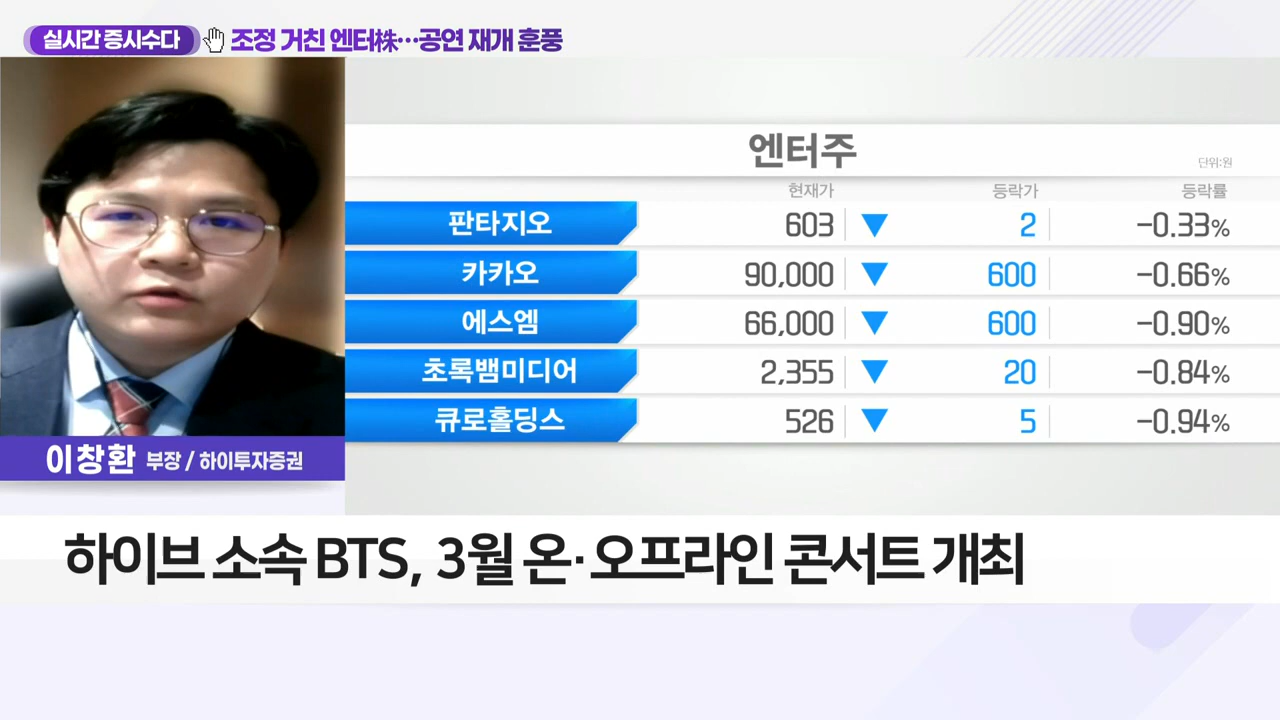 실시간 증시수다 조정 거친 엔터株…공연 재개 훈풍
엔터주
단위:원
현재가 등락가 등락률
판타지오 603 ▼ 2 -0.33%
카카오 90,000 ▼ 600 -0.66%
에스엠 66,000 ▼ 600 -0.90%
초록뱀미디어 2,355 ▼ 20 -0.84%
큐로홀딩스 526 ▼ 5 -0.94%
이창환 부장 / 하이투자증권
하이브 소속 BTS, 3월 온·오프라인 콘서트 개최